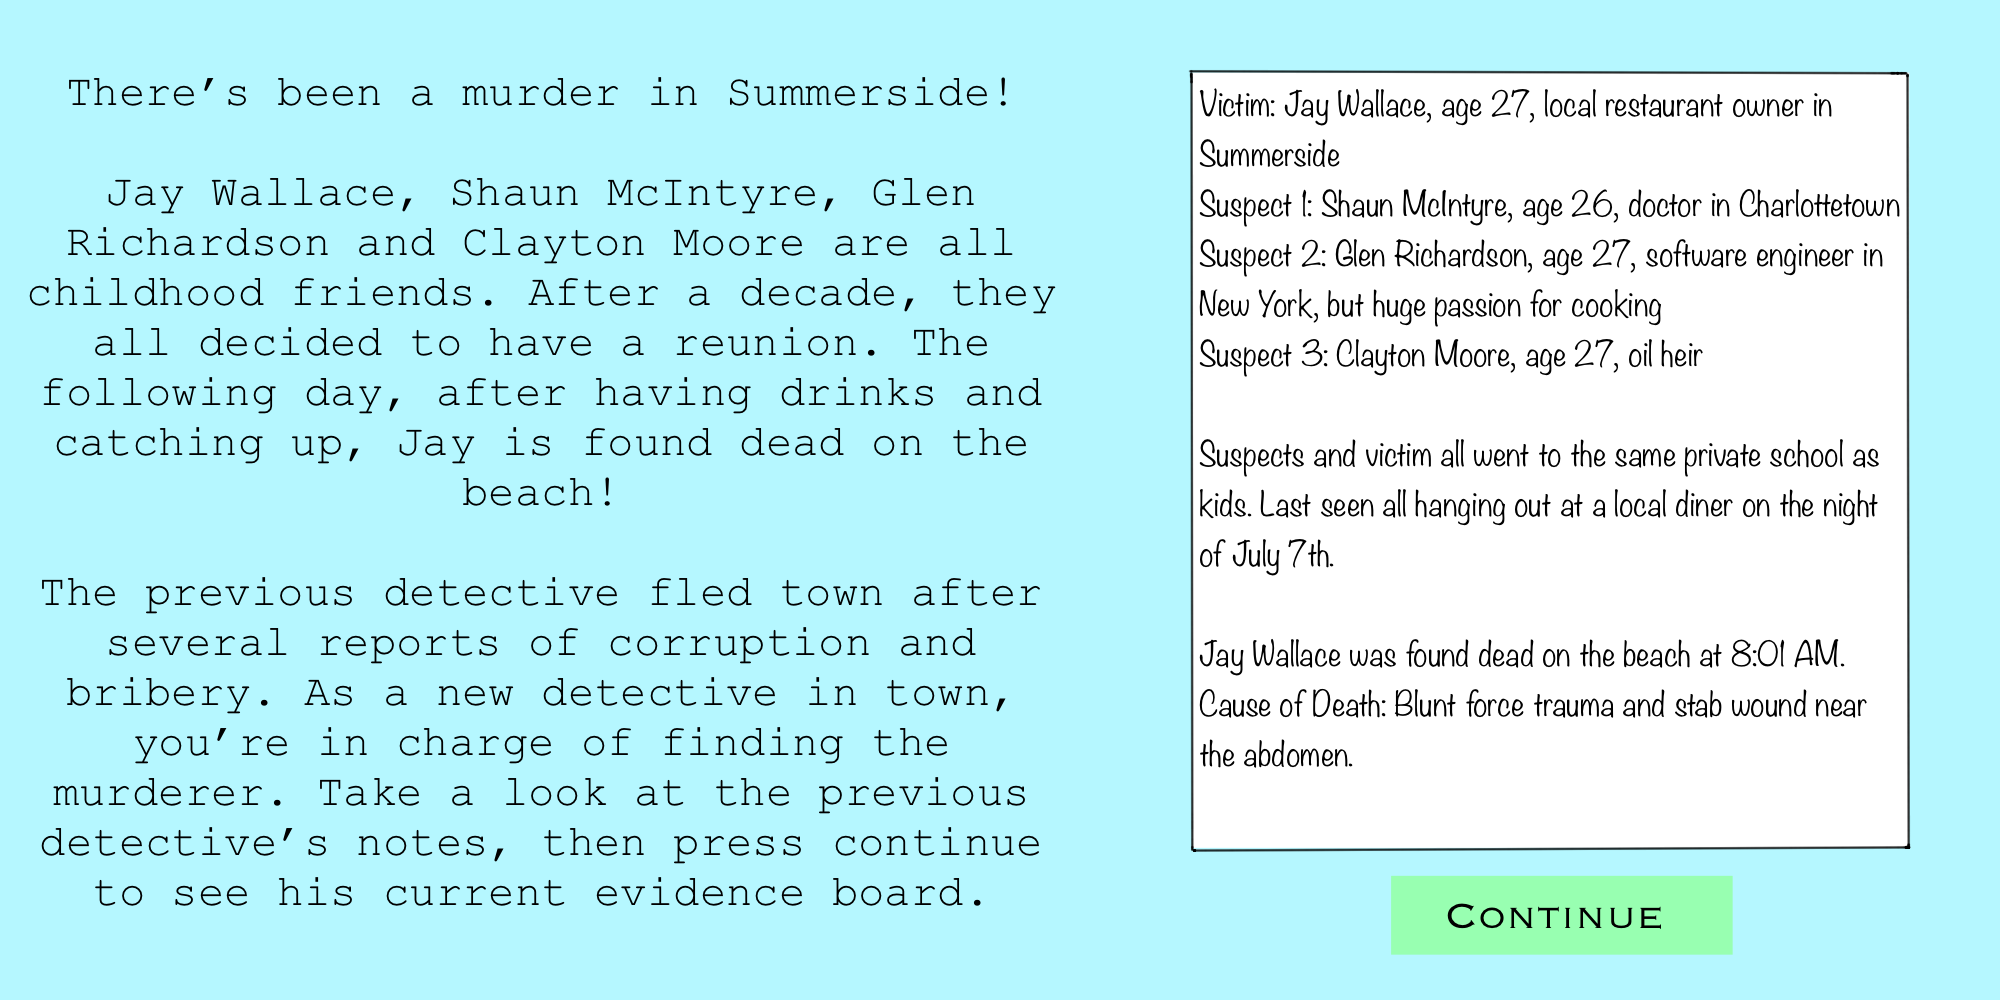 There’s been a murder in Summerside!
Jay Wallace, Shaun McIntyre, Glen
Richardson and Clayton Moore are all
childhood friends. After a decade, they
all decided to have a reunion. The
following day, after having drinks and
catching up, Jay is found dead on the
beach!
The previous detective fled town after
several reports of corruption and
bribery. As a new detective in town,
you’re in charge of finding the
murderer. Take a look at the previous
detective’s notes, then press continue
to see his current evidence board.
Victim: Jay Wallace, age 27, local restaurant owner in
Summerside
Suspect 1: Shaun McIntyre, age 26, doctor in Charlottetown
Suspect 2: Glen Richardson, age 27, software engineer in
New York, but huge passion for cooking
Suspect 3: Clayton Moore, age 27, oil heir
Suspects and victim all went to the same private school as
kids. Last seen all hanging out at a local diner on the night
of July 7th.
Jay Wallace was found dead on the beach at 8:01 AM.
Cause of Death: Blunt force trauma and stab wound near
the abdomen.
Continue